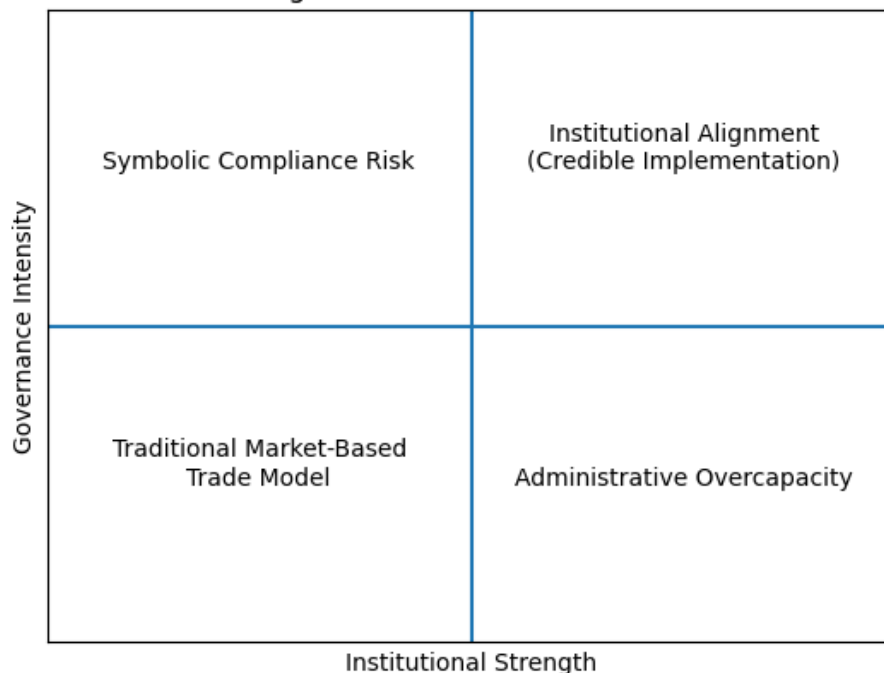 Symbolic Compliance Risk
Institutional Alignment
(Credible Implementation)
Governance Intensity
Traditional Market-Based
Trade Model
Administrative Overcapacity
Institutional Strength